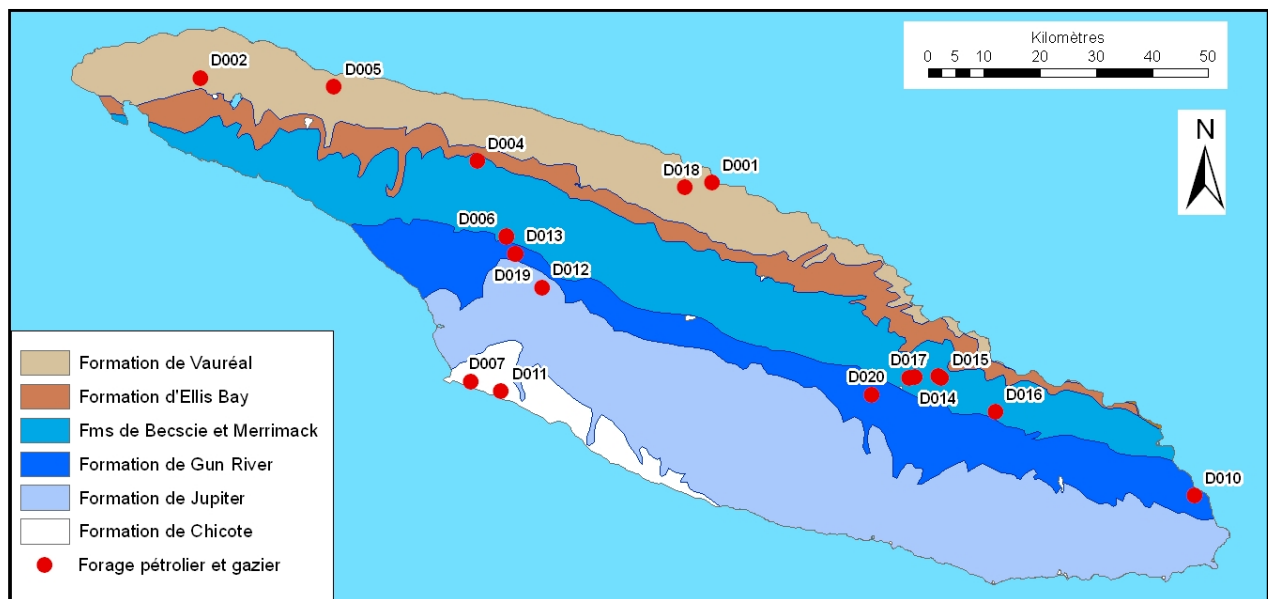 Kilomètres
0 5 10 20 30 40 50
N
D002
D005
D004
D018
D001
D006
D013
D019
D012
D007
D011
D017
D015
D020
D014
D016
D010
Formation de Vauréal
Formation d'Ellis Bay
Fms de Becscie et Merrimack
Formation de Gun River
Formation de Jupiter
Formation de Chicote
Forage pétrolier et gazier